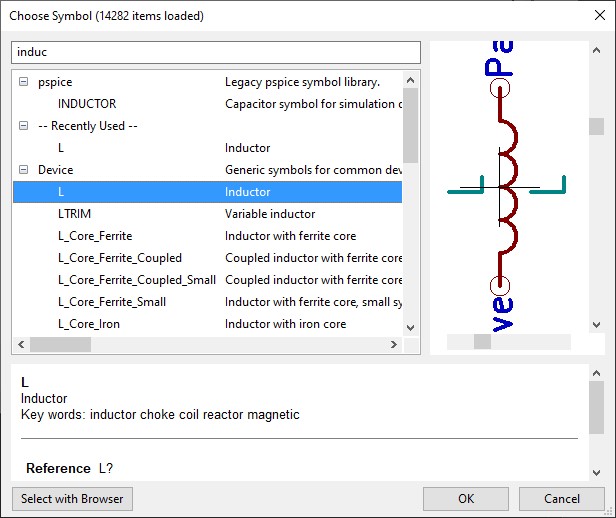 Choose Symbol (14282 items loaded)
induc
pspice Legacy pspice symbol library.
INDUCTOR Capacitor symbol for simulation
-- Recently Used --
L Inductor
Device Generic symbols for common dev
L Inductor
LTRIM Variable inductor
L_Core_Ferrite Inductor with ferrite core
L_Core_Ferrite_Coupled Coupled inductor with ferrite core
L_Core_Ferrite_Coupled_Small Coupled inductor with ferrite core
L_Core_Ferrite_Small Inductor with ferrite core, small sy
L_Core_Iron Inductor with iron core
Pa
ve
L
Inductor
Key words: inductor choke coil reactor magnetic
Reference L?
Select with Browser
OK
Cancel